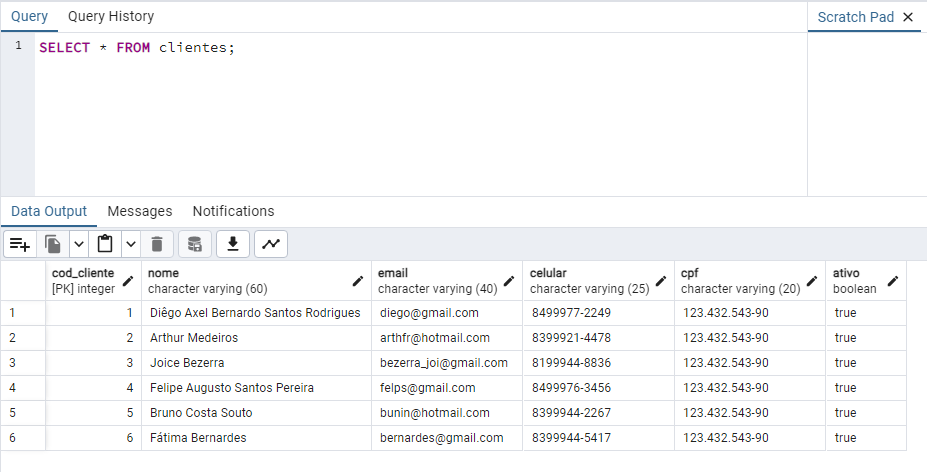 Query Query History Scratch Pad
1 SELECT * FROM clientes;
Data Output Messages Notifications
cod_cliente nome email celular cpf ativo
[PK] integer character varying (60) character varying (40) character varying (25) character varying (20) boolean
1 1 Diêgo Axel Bernardo Santos Rodrigues diego@gmail.com 8499977-2249 123.432.543-90 true
2 2 Arthur Medeiros arthfr@hotmail.com 8399921-4478 123.432.543-90 true
3 3 Joice Bezerra bezerra_joi@gmail.com 8199944-8836 123.432.543-90 true
4 4 Felipe Augusto Santos Pereira felps@gmail.com 8499976-3456 123.432.543-90 true
5 5 Bruno Costa Souto bunin@hotmail.com 8399944-2267 123.432.543-90 true
6 6 Fátima Bernardes bernardes@gmail.com 8399944-5417 123.432.543-90 true